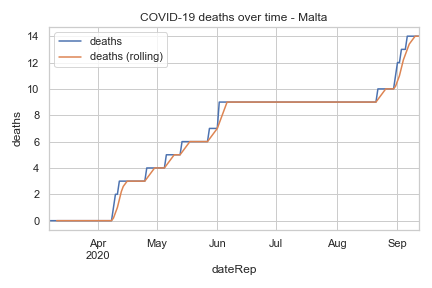 COVID-19 deaths over time - Malta
deaths
deaths (rolling)
deaths
14
12
10
8
6
4
2
0
Apr
2020
May
Jun
Jul
Aug
Sep
dateRep